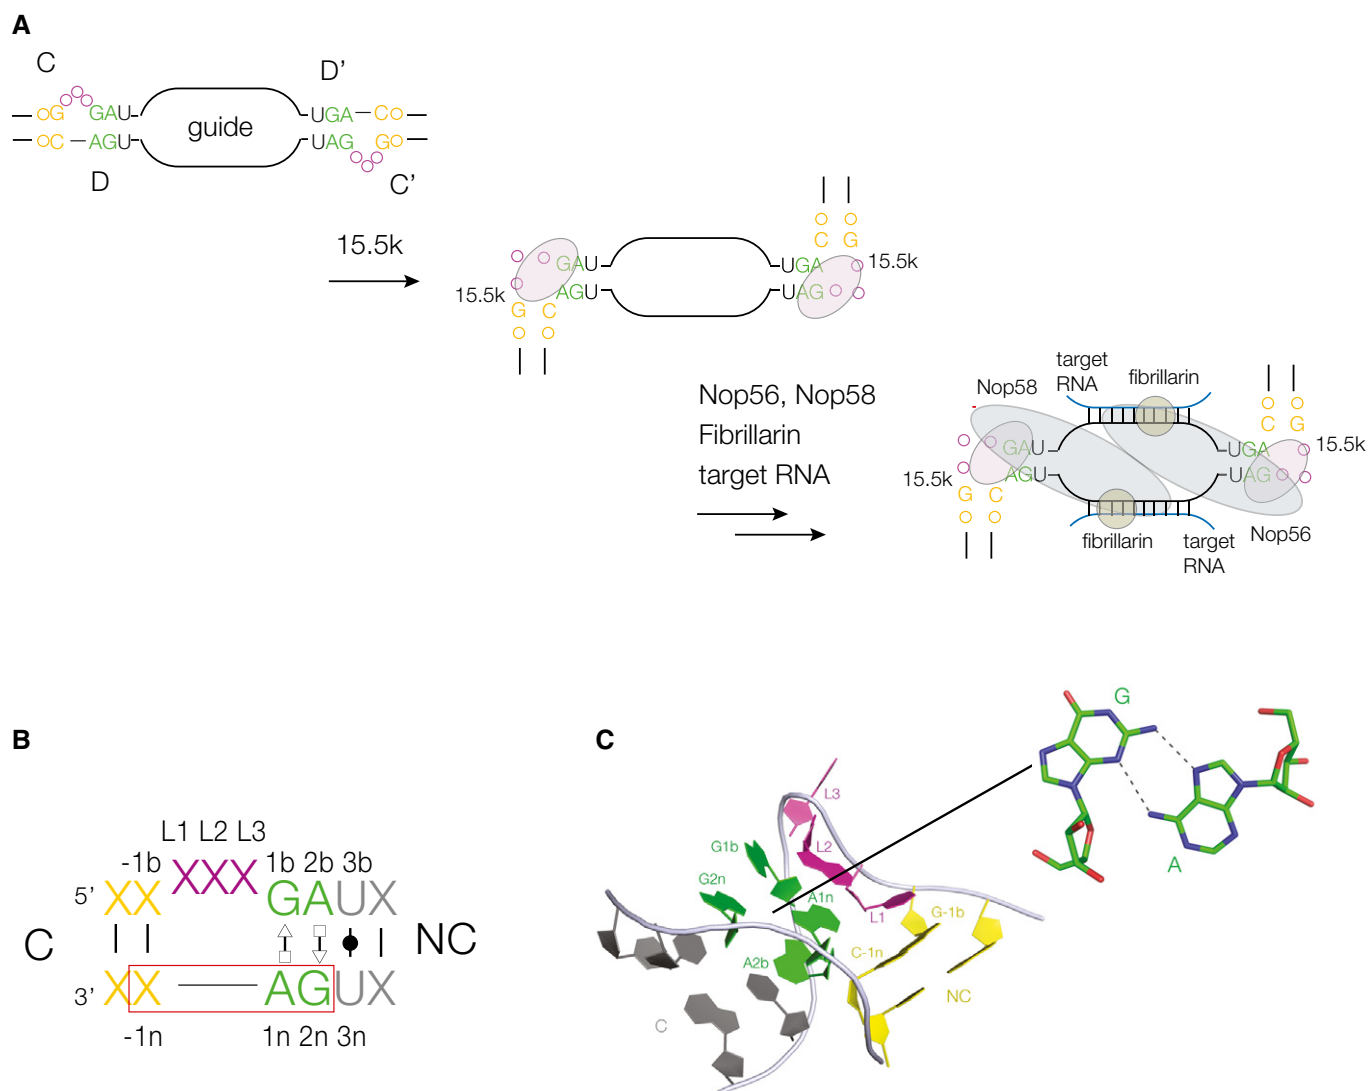 A
C
D'
G GAU UGA C
guide
C AGU UAG G
D
C'
15.5k
C G
GAU UGA
15.5k
15.5k
AGU UAG
G C
Nop56, Nop58
Fibrillarin
target RNA
target
RNA
fibrillarin
Nop58
C G
GAU UGA
15.5k
15.5k
AGU UAG
G C
Nop56
fibrillarin
target
RNA
B
L1 L2 L3
-1b 1b 2b 3b
5' XX XXX GAUX
C NC
3' XX AGUX
-1n 1n 2n 3n
C
G
A
L3
G1b
L2
G2n
A1n
L1
G-1b
A2b
C-1n
NC
C